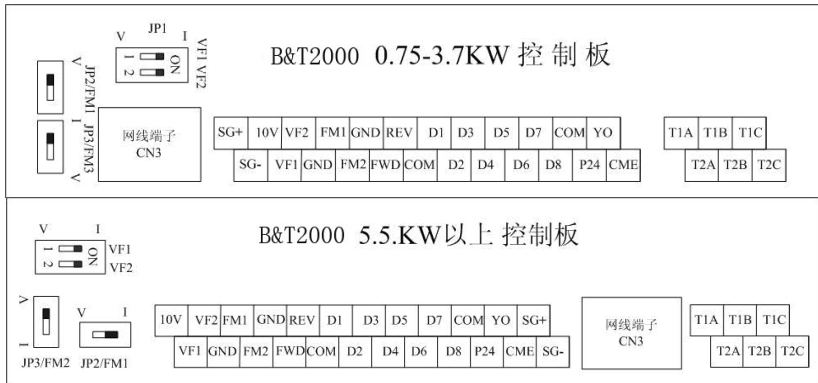 JP1
V I
1 2 ON
VF1 VF2
B&T2000 0.75-3.7KW 控 制 板
V
JP2/FM1
I
JP3/FM3
V
网线端子
CN3
SG+ 10V VF2 FM1 GND REV D1 D3 D5 D7 COM YO
SG- VF1 GND FM2 FWD COM D2 D4 D6 D8 P24 CME
T1A T1B T1C
T2A T2B T2C
B&T2000 5.5.KW以上 控制板
V I
1 2 ON
VF1
VF2
V
I
JP3/FM2
V I
JP2/FM1
10V VF2 FM1 GND REV D1 D3 D5 D7 COM YO SG+
VF1 GND FM2 FWD COM D2 D4 D6 D8 P24 CME SG-
网线端子
CN3
T1A T1B T1C
T2A T2B T2C